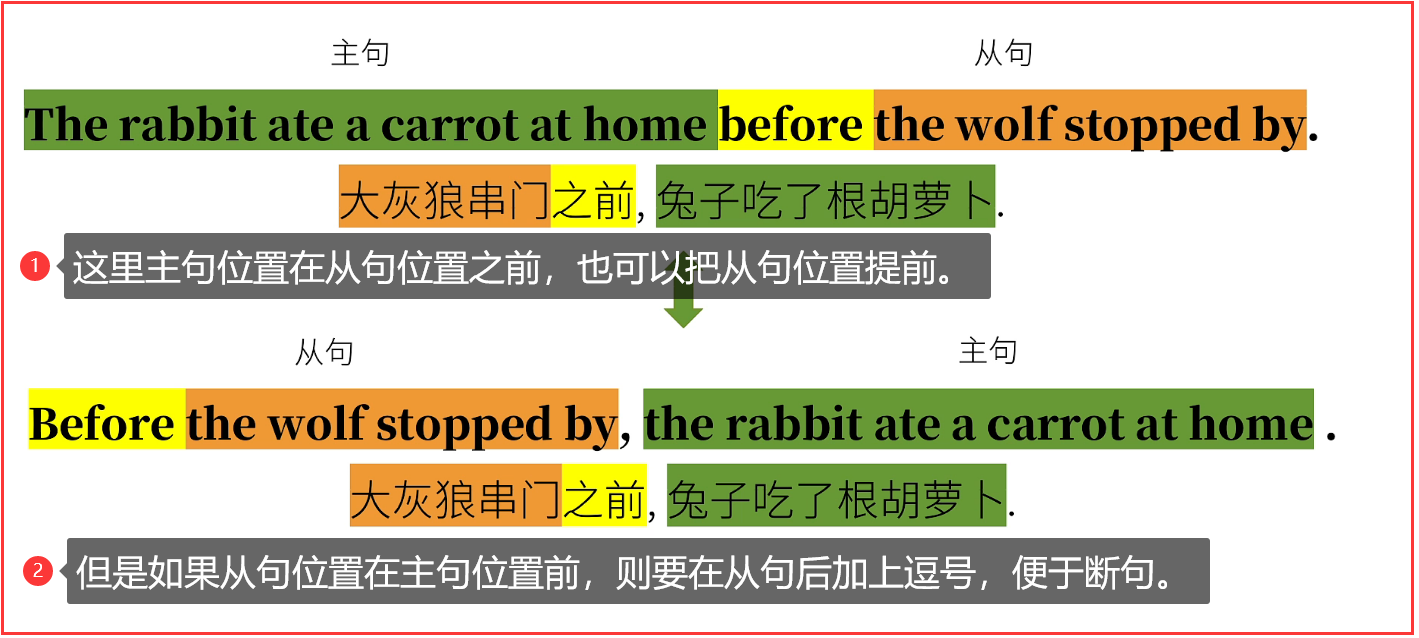 主句 从句
The rabbit ate a carrot at home before the wolf stopped by.
大灰狼串门之前, 兔子吃了根胡萝卜.
1 这里主句位置在从句位置之前，也可以把从句位置提前。
从句 主句
Before the wolf stopped by, the rabbit ate a carrot at home .
大灰狼串门之前, 兔子吃了根胡萝卜.
2 但是如果从句位置在主句位置前，则要在从句后加上逗号，便于断句。